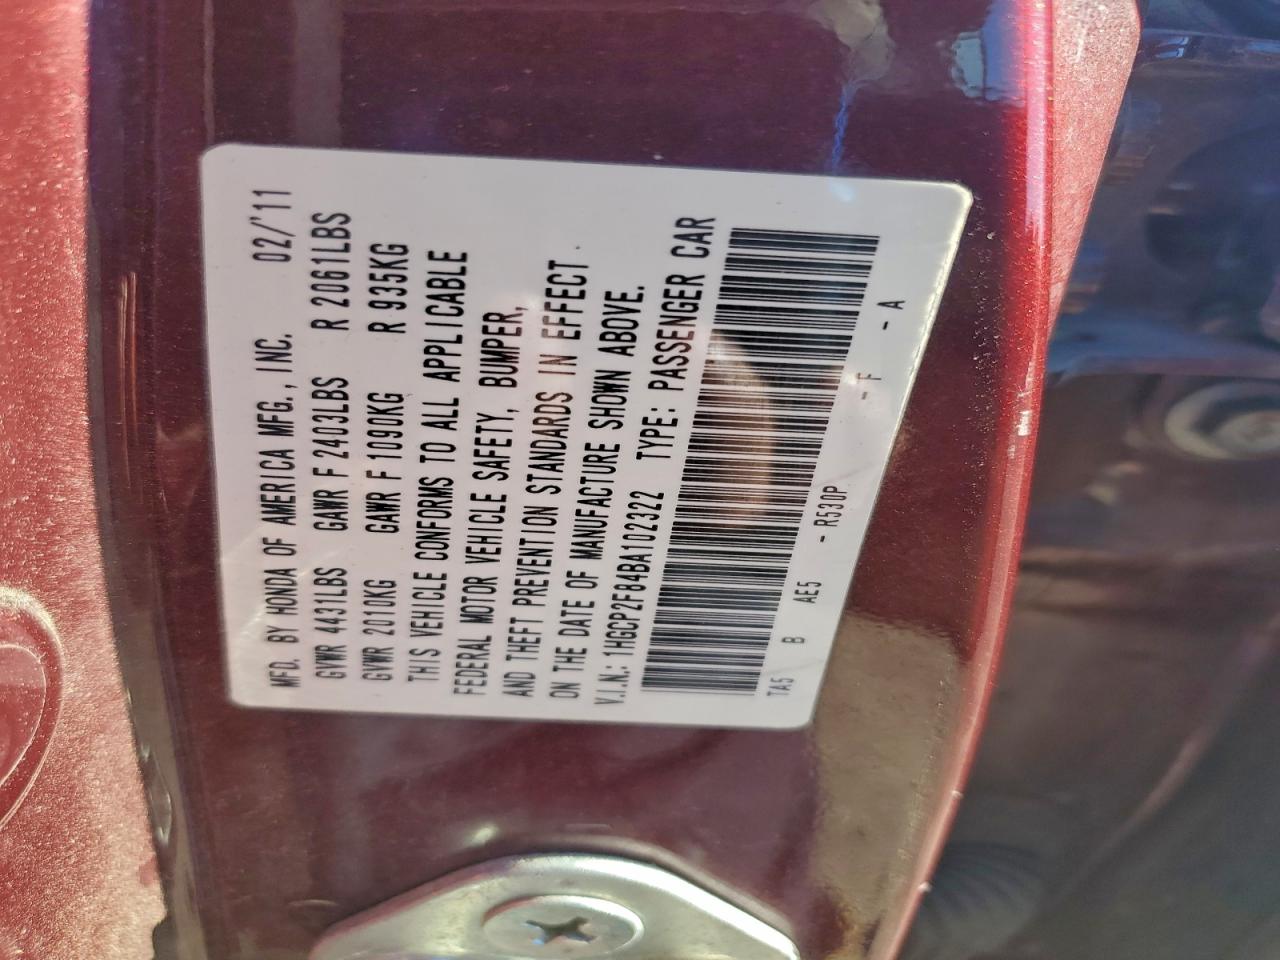 MFD. BY HONDA OF AMERICA MFG., INC. 02/'11
GVWR 4431LBS GAWR F 2403LBS R 2061LBS
GVWR 2010KG GAWR F 1090KG R 935KG
THIS VEHICLE CONFORMS TO ALL APPLICABLE
FEDERAL MOTOR VEHICLE SAFETY, BUMPER,
AND THEFT PREVENTION STANDARDS IN EFFECT
ON THE DATE OF MANUFACTURE SHOWN ABOVE.
V.I.N.: 1HGCP2F84BA102322 TYPE: PASSENGER CAR
TA5 B AE5 - R530P - F - A